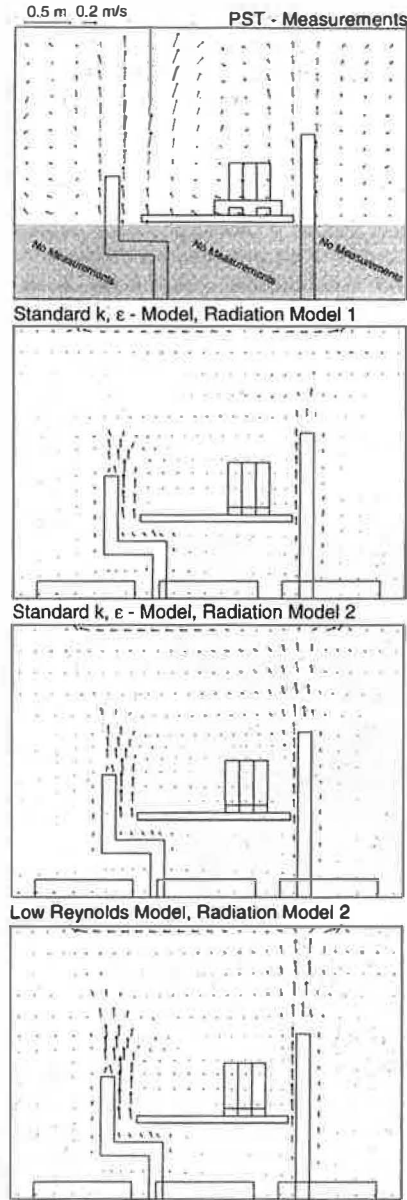 0.5 m 0.2 m/s
PST - Measurements
No Measurements
No Measurements
No Measurements
Standard k, ε - Model, Radiation Model 1
Standard k, ε - Model, Radiation Model 2
Low Reynolds Model, Radiation Model 2